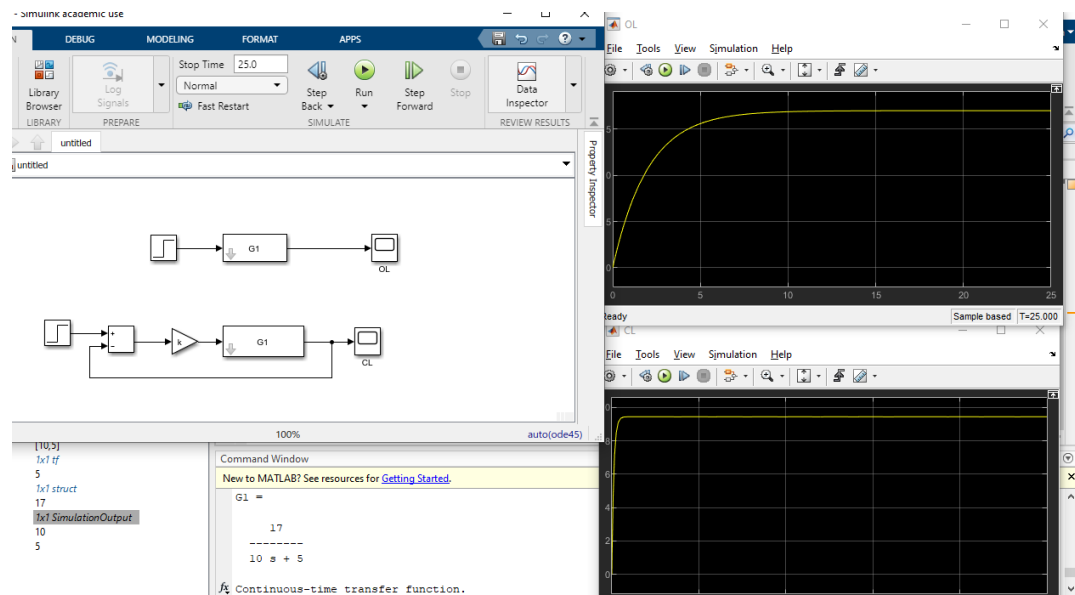 - Simulink academic use
DEBUG MODELING FORMAT APPS
Stop Time 25.0
Normal
Fast Restart
Library Browser
Log Signals
Step Back
Run
Step Forward
Stop
Data Inspector
LIBRARY PREPARE SIMULATE REVIEW RESULTS
untitled
untitled
Property Inspector
G1
OL
+
−
k
G1
CL
100% auto(ode45)
OL
File Tools View Simulation Help
5
0
5
0
0 5 10 15 20 25
Ready Sample based T=25.000
CL
File Tools View Simulation Help
0
8
6
4
2
0
[10,5]
1x1 tf
5
1x1 struct
17
1x1 SimulationOutput
10
5
Command Window
New to MATLAB? See resources for Getting Started.
G1 =
17
--------
10 s + 5
fx Continuous-time transfer function.